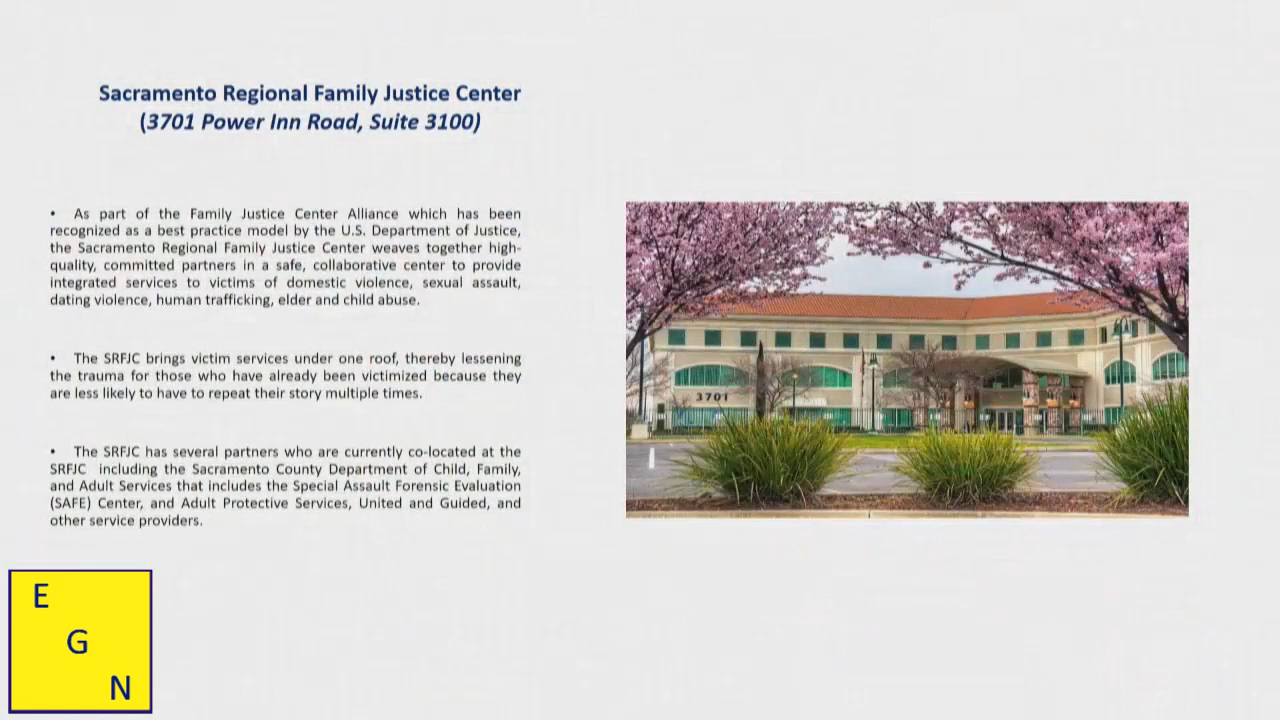 Sacramento Regional Family Justice Center
(3701 Power Inn Road, Suite 3100)
• As part of the Family Justice Center Alliance which has been
recognized as a best practice model by the U.S. Department of Justice,
the Sacramento Regional Family Justice Center weaves together high-
quality, committed partners in a safe, collaborative center to provide
integrated services to victims of domestic violence, sexual assault,
dating violence, human trafficking, elder and child abuse.
• The SRFJC brings victim services under one roof, thereby lessening
the trauma for those who have already been victimized because they
are less likely to have to repeat their story multiple times.
• The SRFJC has several partners who are currently co-located at the
SRFJC including the Sacramento County Department of Child, Family,
and Adult Services that includes the Special Assault Forensic Evaluation
(SAFE) Center, and Adult Protective Services, United and Guided, and
other service providers.
3701
E
G
N